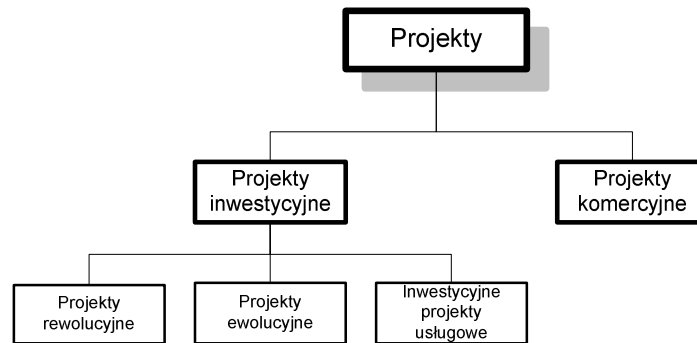 Projekty
Projekty
inwestycyjne
Projekty
komercyjne
Projekty
rewolucyjne
Projekty
ewolucyjne
Inwestycyjne
projekty
usługowe